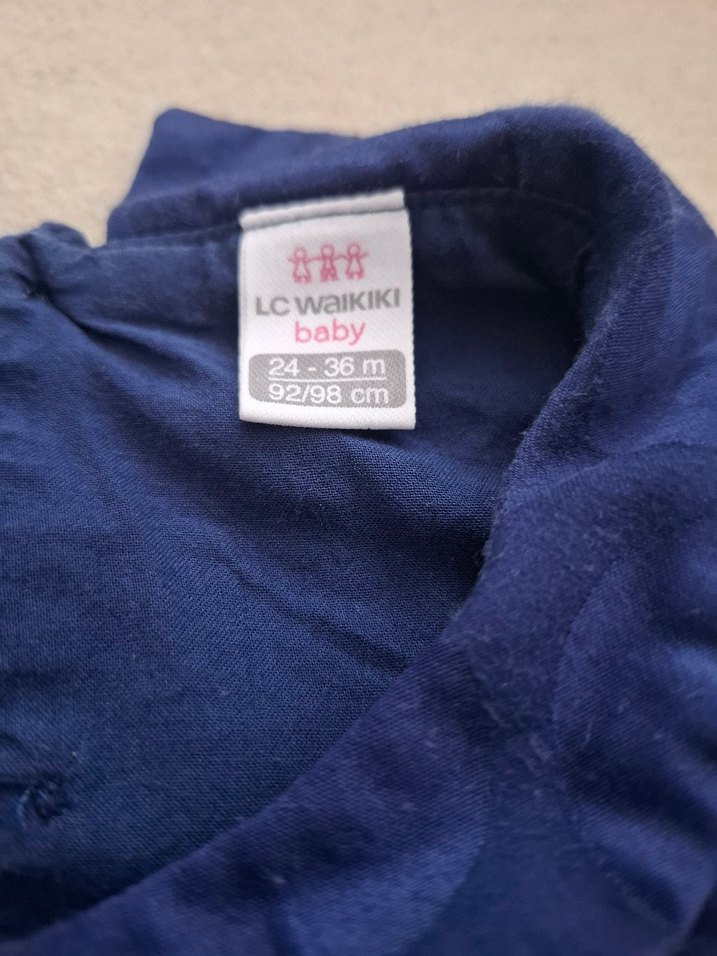 LC WAIKIKI
baby
24 - 36 m
92/98 cm